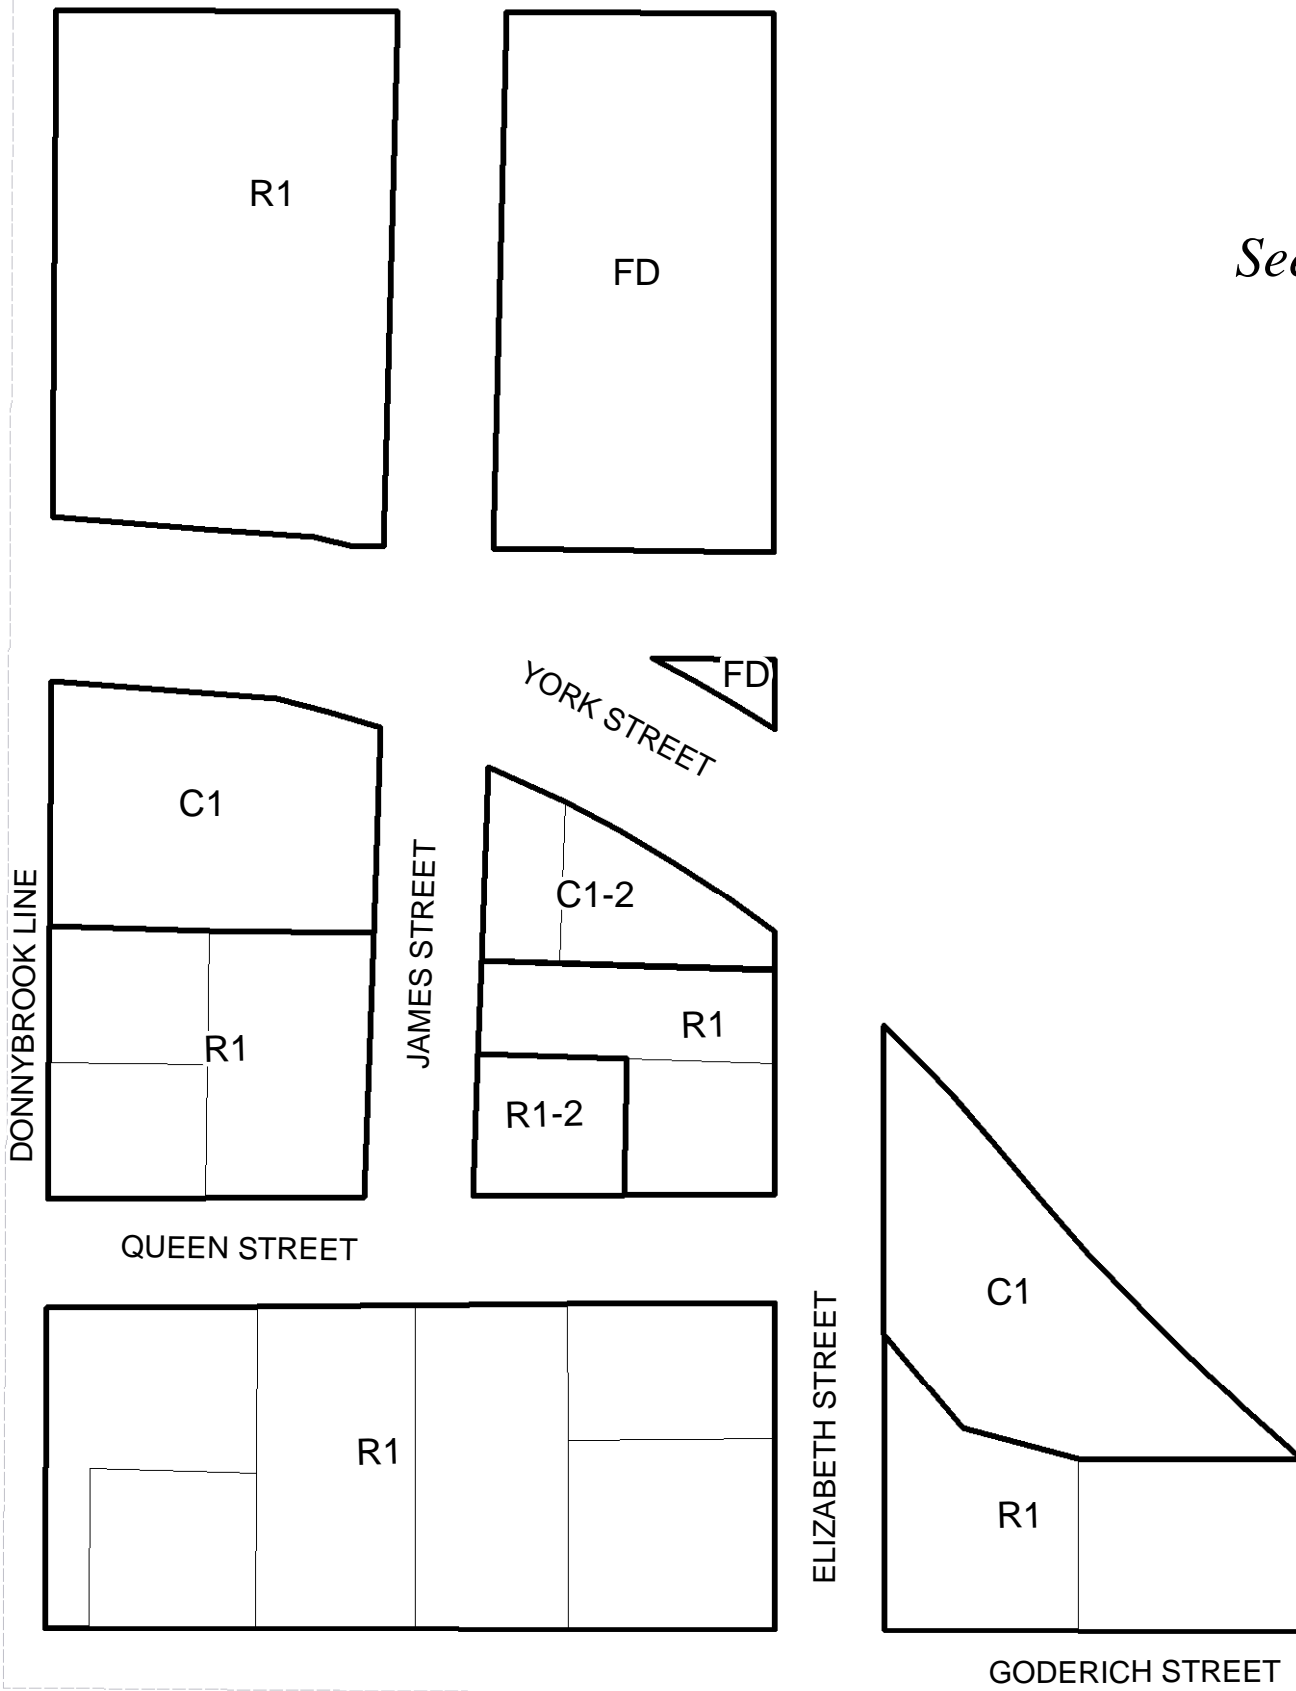 R1
FD
FD
YORK STREET
C1
C1-2
DONNYBROOK LINE
JAMES STREET
R1
R1
R1-2
QUEEN STREET
C1
ELIZABETH STREET
R1
R1
GODERICH STREET